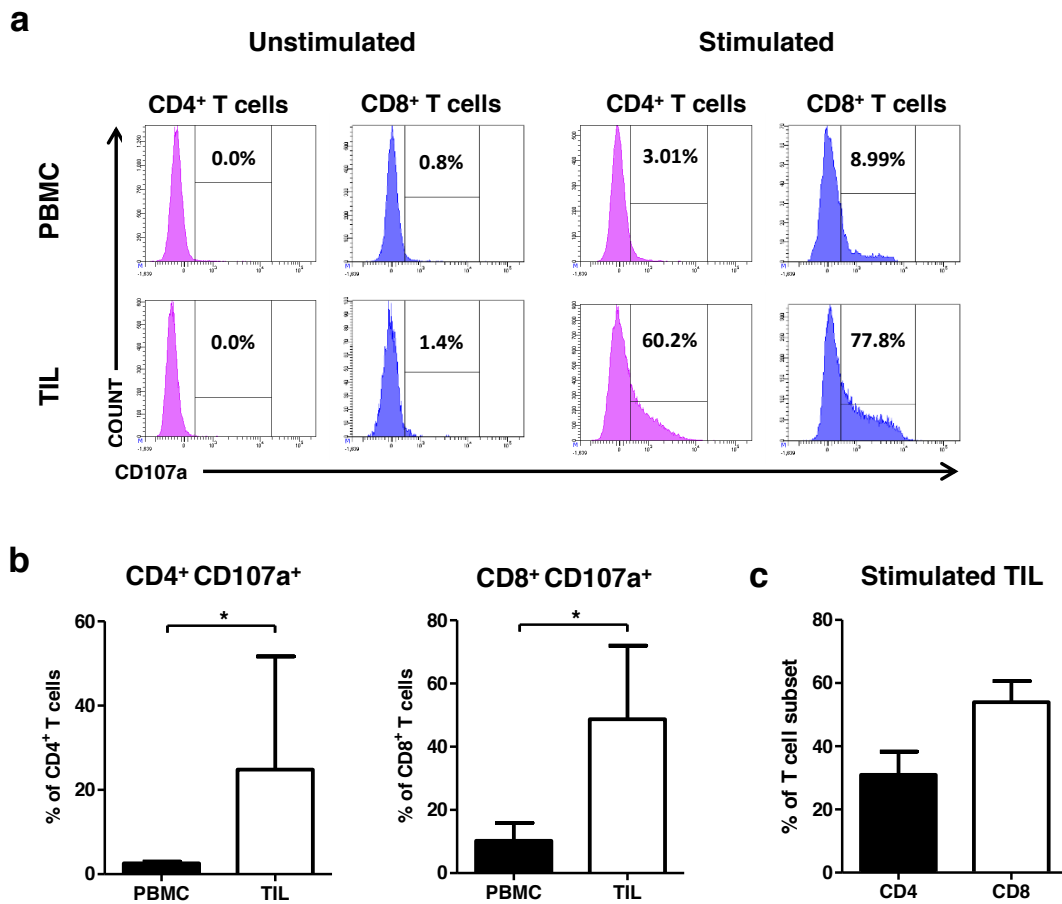 a
Unstimulated Stimulated
CD4+ T cells CD8+ T cells CD4+ T cells CD8+ T cells
PBMC
0.0% 0.8% 3.01% 8.99%
TIL
0.0% 1.4% 60.2% 77.8%
COUNT
CD107a
b
CD4+ CD107a+
*
% of CD4+ T cells
60
40
20
0
PBMC TIL
CD8+ CD107a+
*
% of CD8+ T cells
80
60
40
20
0
PBMC TIL
c
Stimulated TIL
% of T cell subset
80
60
40
20
0
CD4 CD8